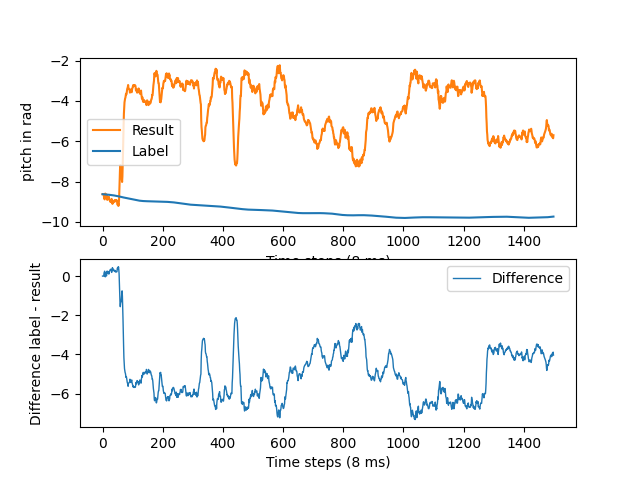 −2
−4
−6
−8
−10
pitch in rad
Result
Label
0 200 400 600 800 1000 1200 1400
Time steps (8 ms)
0
−2
−4
−6
Difference label - result
Difference
0 200 400 600 800 1000 1200 1400
Time steps (8 ms)